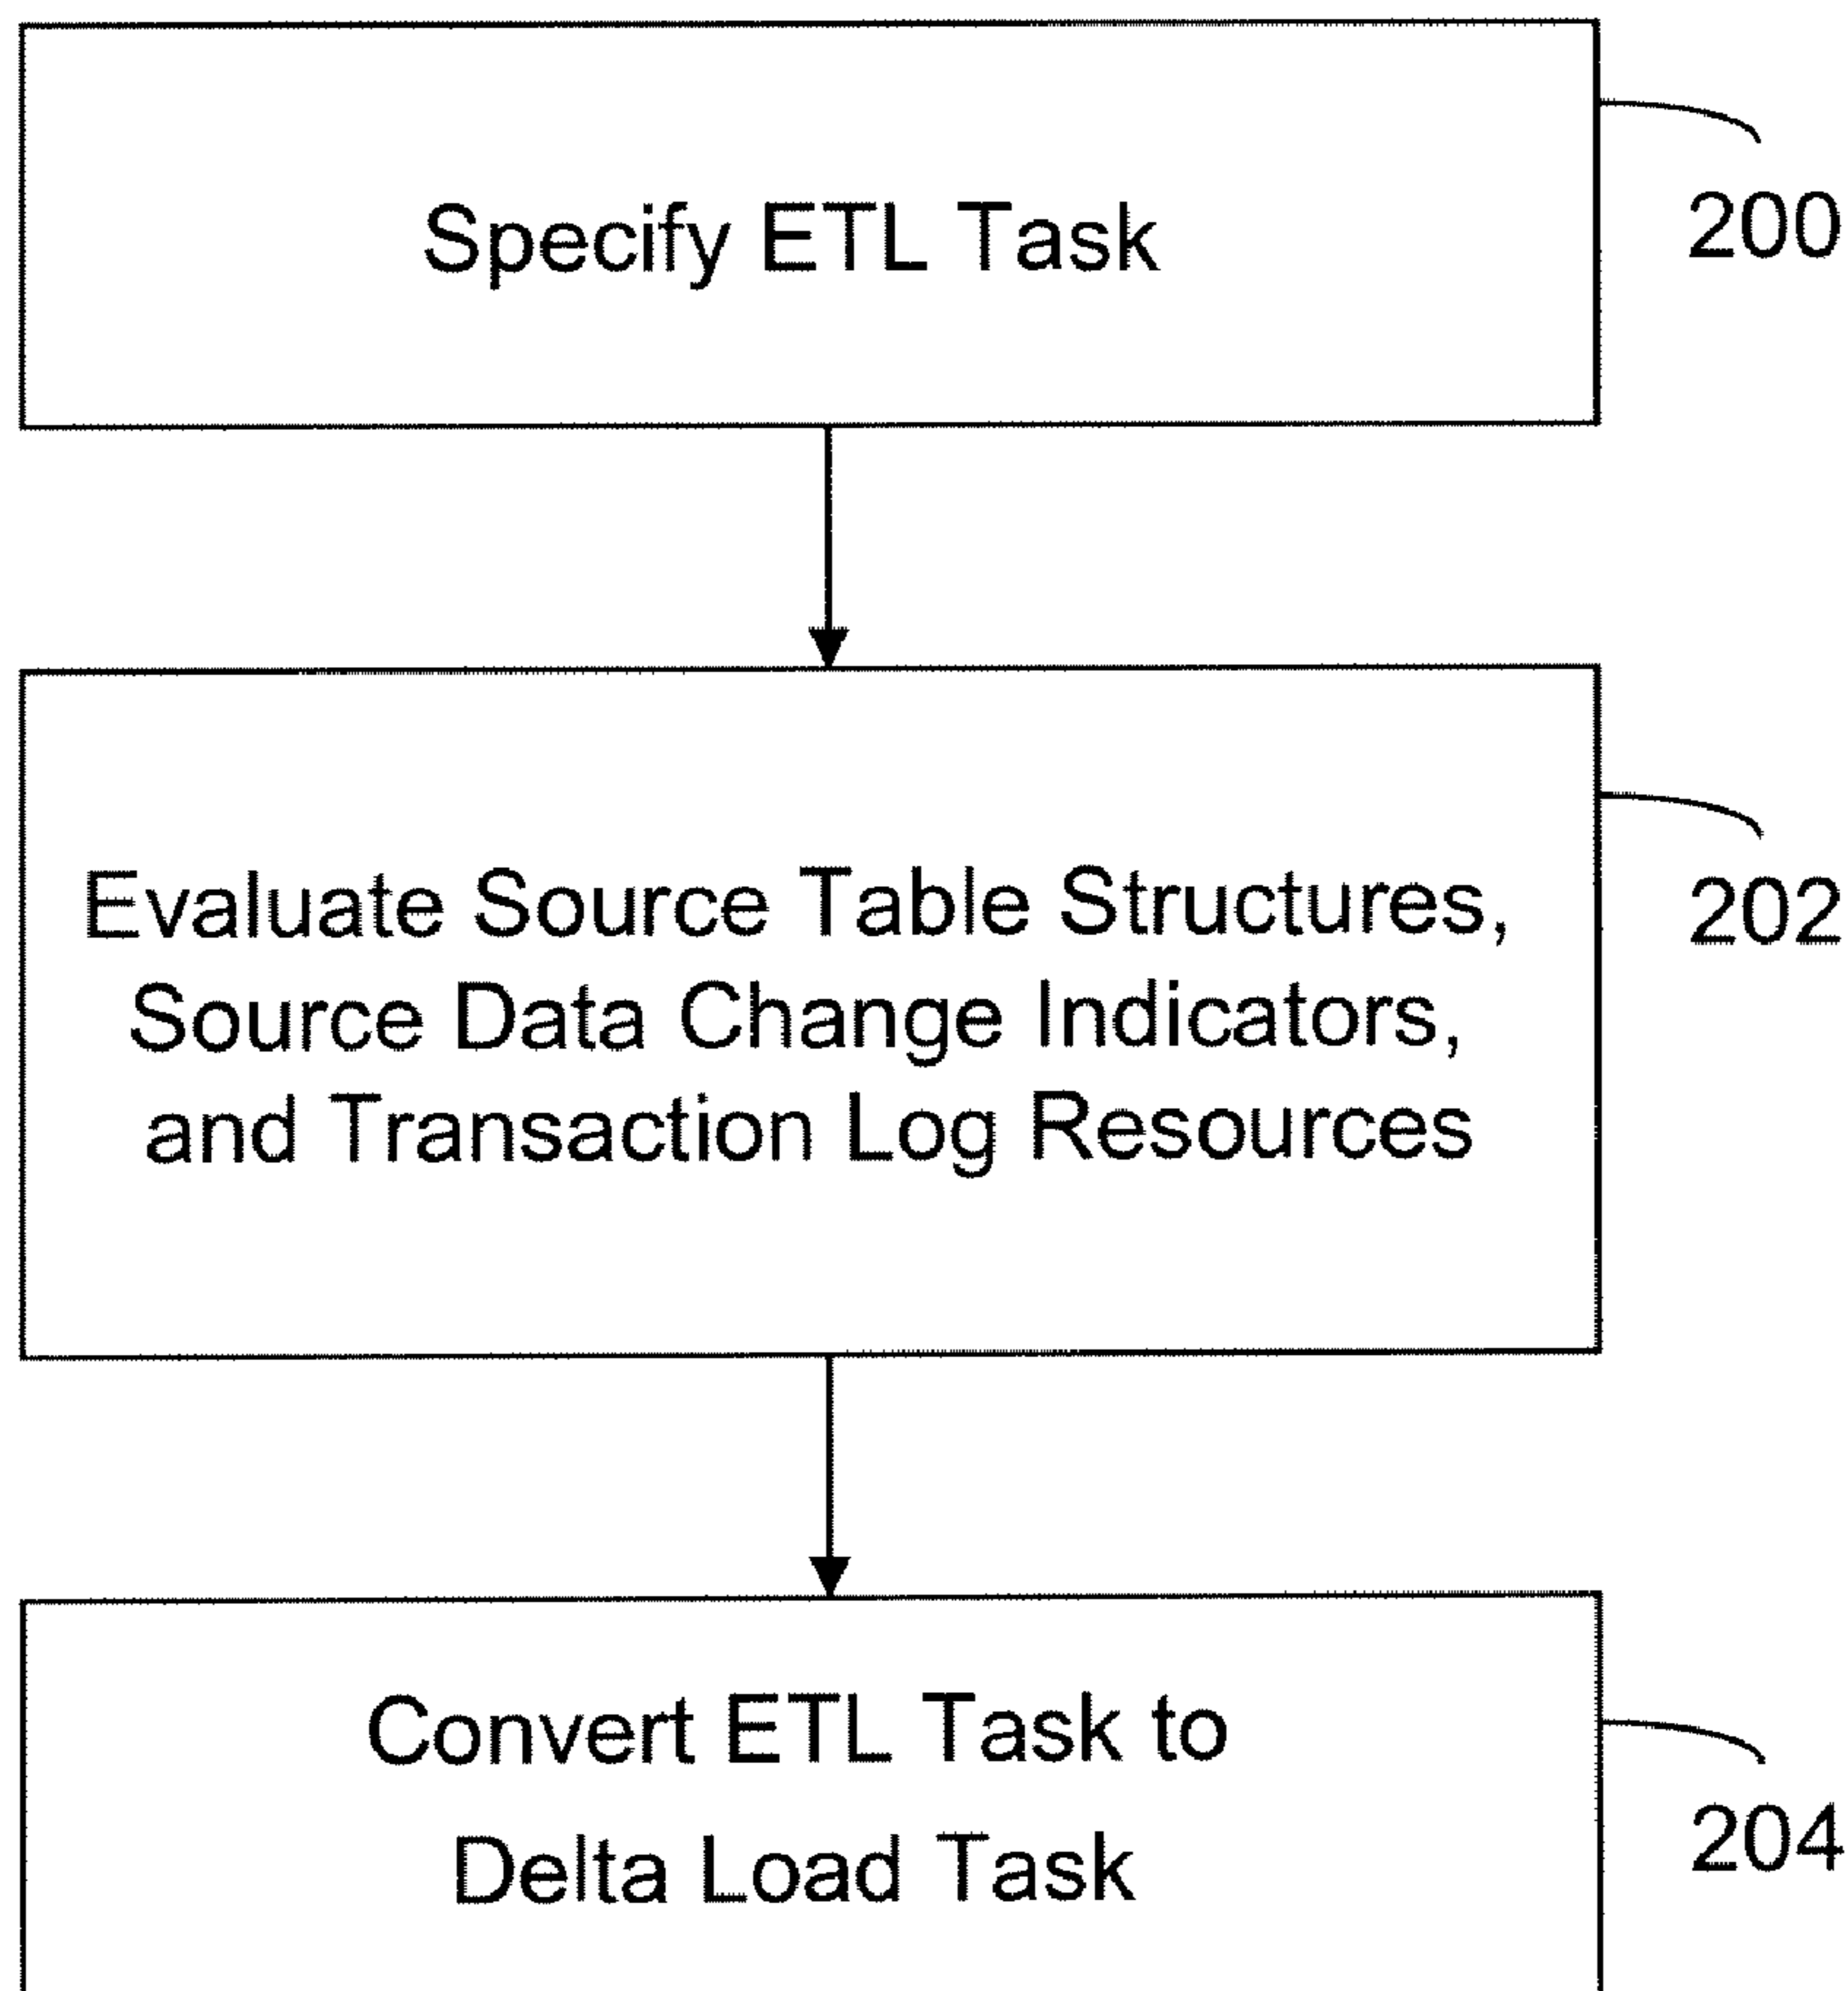 Specify ETL Task
200
Evaluate Source Table Structures,
Source Data Change Indicators,
and Transaction Log Resources
202
Convert ETL Task to
Delta Load Task
204